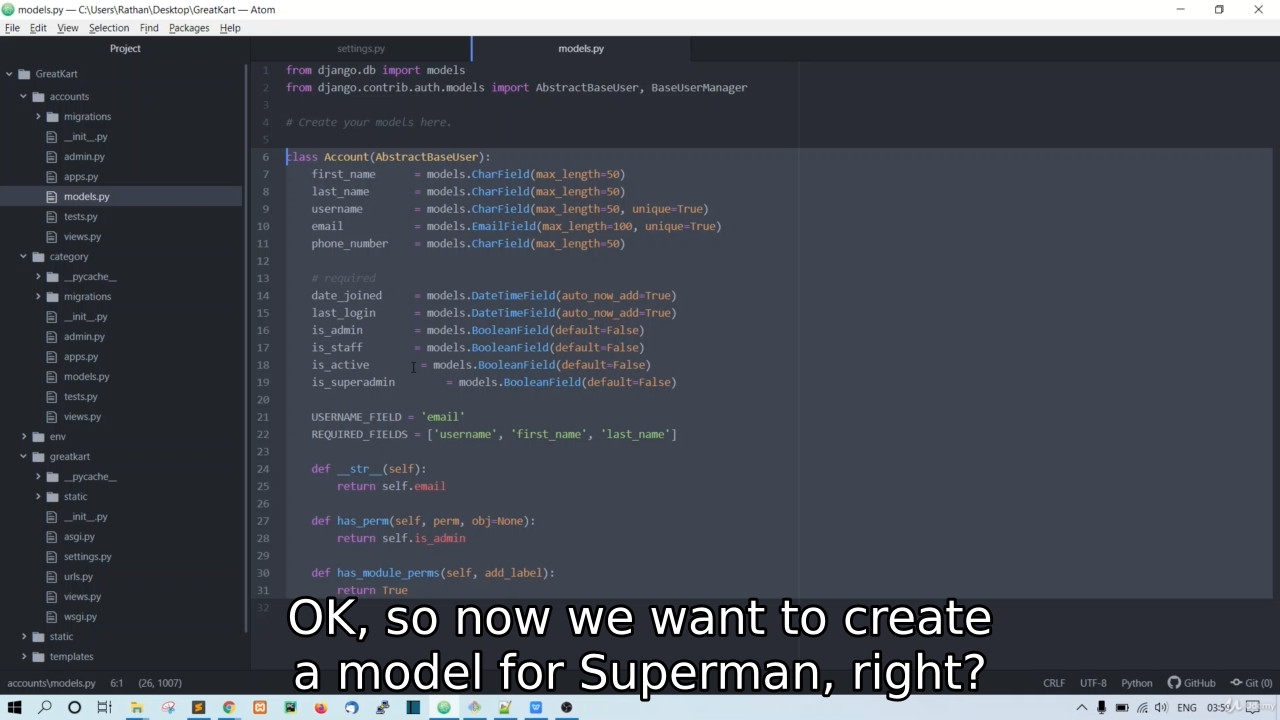 models.py — C:\Users\Rathan\Desktop\GreatKart — Atom
File Edit View Selection Find Packages Help
Project
GreatKart
accounts
migrations
__init__.py
admin.py
apps.py
models.py
tests.py
views.py
category
__pycache__
migrations
__init__.py
admin.py
apps.py
models.py
tests.py
views.py
env
greatkart
__pycache__
static
__init__.py
asgi.py
settings.py
urls.py
views.py
wsgi.py
static
templates
settings.py models.py
1 from django.db import models
2 from django.contrib.auth.models import AbstractBaseUser, BaseUserManager
3
4 # Create your models here.
5
6 class Account(AbstractBaseUser):
7 first_name = models.CharField(max_length=50)
8 last_name = models.CharField(max_length=50)
9 username = models.CharField(max_length=50, unique=True)
10 email = models.EmailField(max_length=100, unique=True)
11 phone_number = models.CharField(max_length=50)
12
13 # required
14 date_joined = models.DateTimeField(auto_now_add=True)
15 last_login = models.DateTimeField(auto_now_add=True)
16 is_admin = models.BooleanField(default=False)
17 is_staff = models.BooleanField(default=False)
18 is_active = models.BooleanField(default=False)
19 is_superadmin = models.BooleanField(default=False)
20
21 USERNAME_FIELD = 'email'
22 REQUIRED_FIELDS = ['username', 'first_name', 'last_name']
23
24 def __str__(self):
25 return self.email
26
27 def has_perm(self, perm, obj=None):
28 return self.is_admin
29
30 def has_module_perms(self, add_label):
31 return True
32
OK, so now we want to create
a model for Superman, right?
accounts\models.py 6:1 (26, 1007) CRLF UTF-8 Python GitHub Git (0)
ENG 03:50